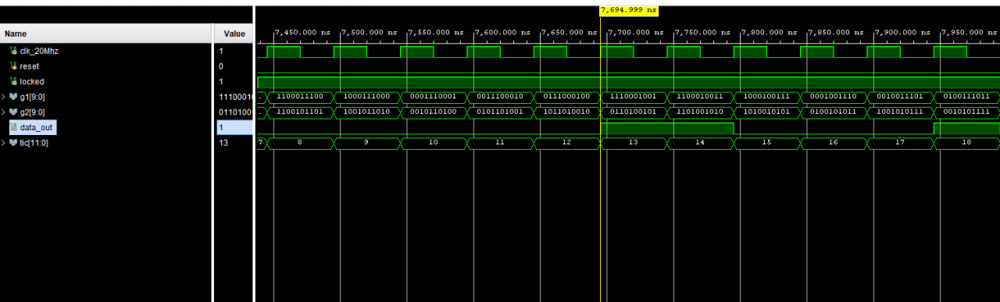 7,694.999 ns
Name Value 7,450.000 ns 7,500.000 ns 7,550.000 ns 7,600.000 ns 7,650.000 ns 7,700.000 ns 7,750.000 ns 7,800.000 ns 7,850.000 ns 7,900.000 ns 7,950.000 ns
clk_20Mhz 1
reset 0
locked 1
g1[9:0] 1110001 1100011100 1000111000 0001110001 0011100010 0111000100 1110001001 1100010011 1000100111 0001001110 0010011101 0100111011
g2[9:0] 0110100 1100101101 1001011010 0010110100 0101101001 1011010010 0110100101 1101001010 1010010101 0100101011 1001010111 0010101111
data_out 1
tic[11:0] 13 7 8 9 10 11 12 13 14 15 16 17 18